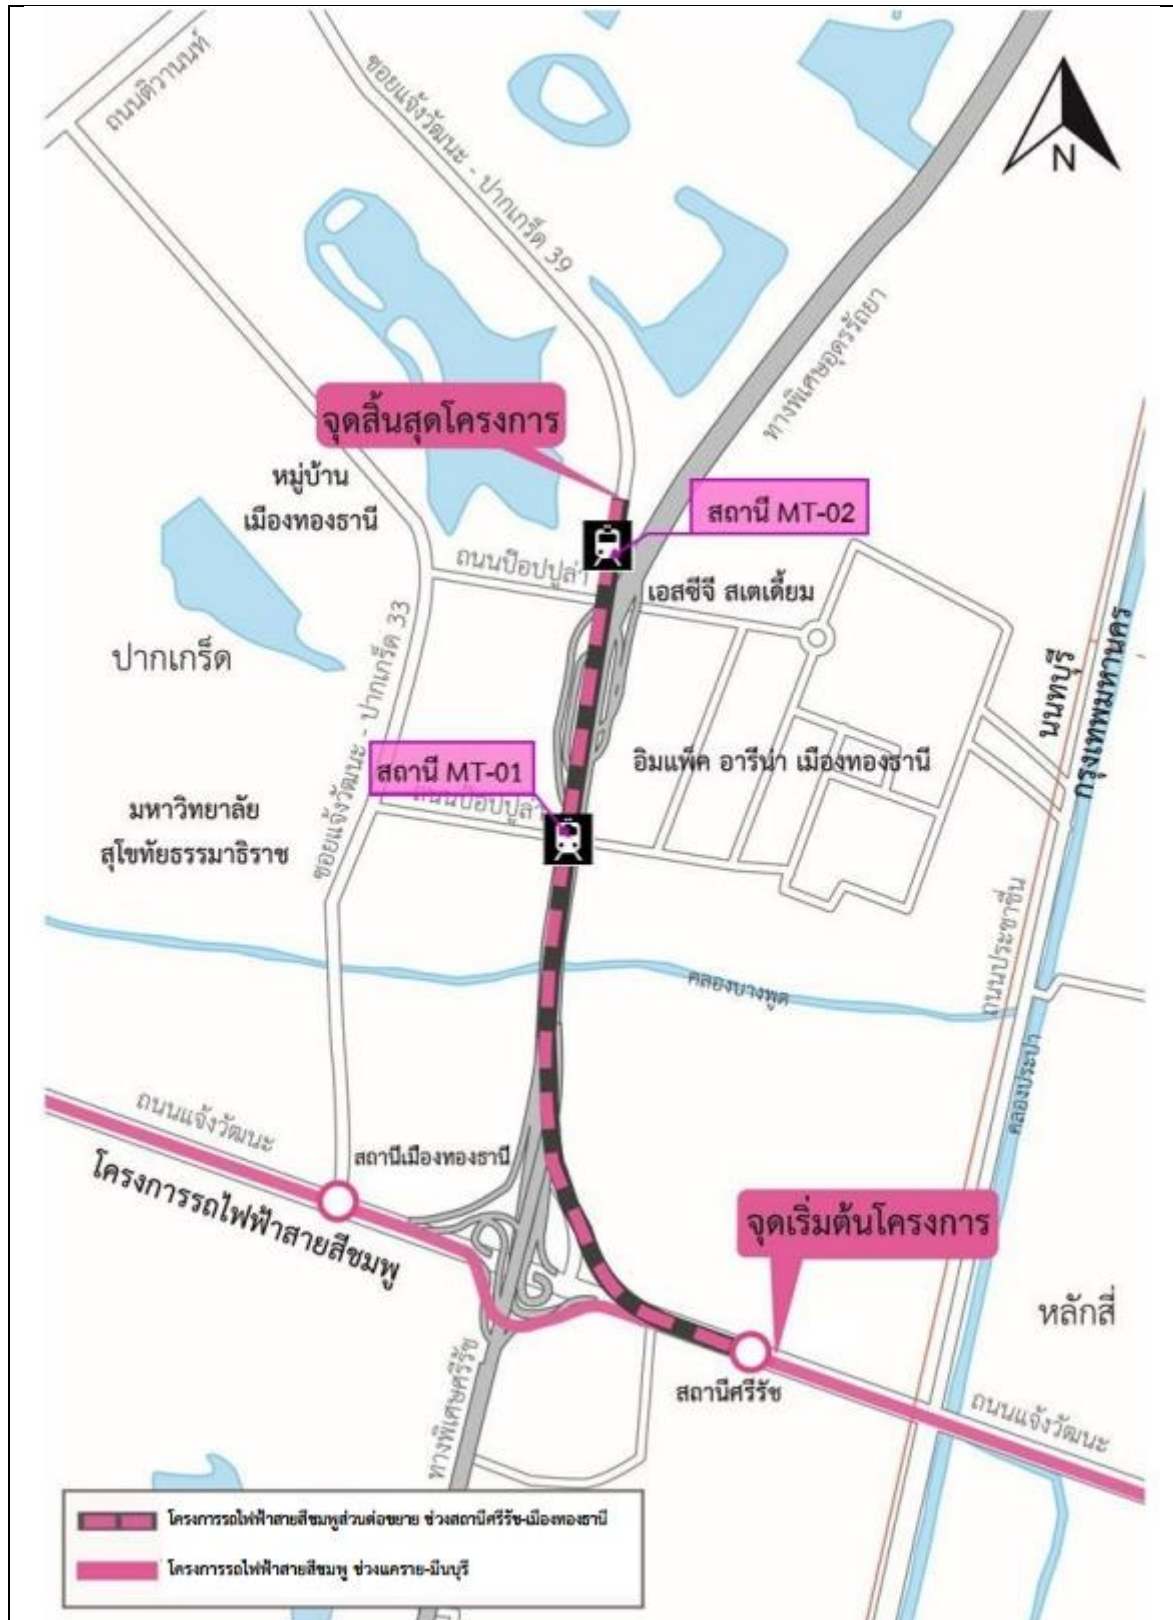 ถนนติวานนท์
ซอยแจ้งวัฒนะ - ปากเกร็ด 39
N
ทางพิเศษอุดรรัถยา
จุดสิ้นสุดโครงการ
หมู่บ้าน
เมืองทองธานี
สถานี MT-02
ถนนป๊อปปูล่า
เอสซีจี สเตเดี้ยม
ปากเกร็ด
ซอยแจ้งวัฒนะ - ปากเกร็ด 33
นนทบุรี
กรุงเทพมหานคร
สถานี MT-01
ถนนป๊อปปูล่า
อิมแพ็ค อารีน่า เมืองทองธานี
มหาวิทยาลัย
สุโขทัยธรรมาธิราช
ถนนประชาชื่น
คลองบางพูด
คลองประปา
ถนนแจ้งวัฒนะ
สถานีเมืองทองธานี
โครงการรถไฟฟ้าสายสีชมพู
จุดเริ่มต้นโครงการ
หลักสี่
สถานีศรีรัช
ทางพิเศษศรีรัช
ถนนแจ้งวัฒนะ
โครงการรถไฟฟ้าสายสีชมพูส่วนต่อขยาย ช่วงสถานีศรีรัช-เมืองทองธานี
โครงการรถไฟฟ้าสายสีชมพู ช่วงแคราย-มีนบุรี